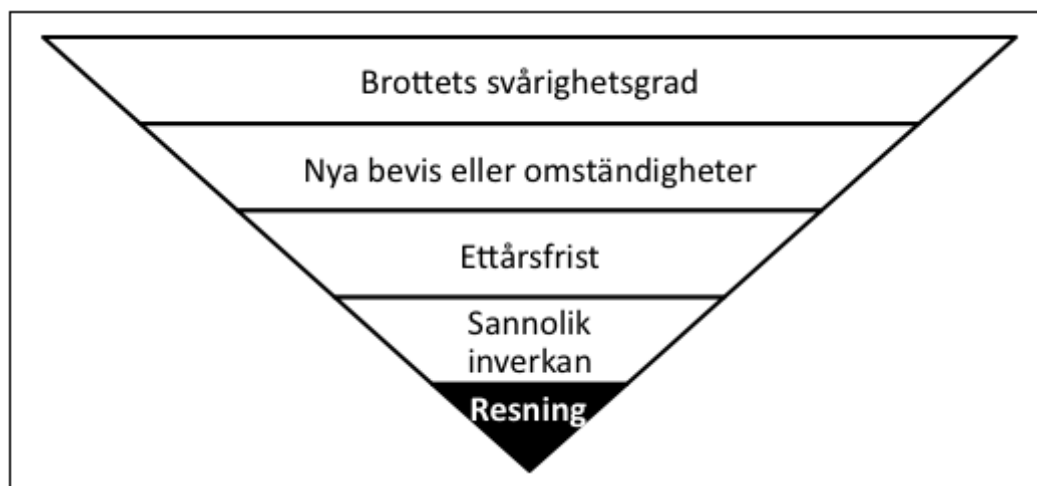 Brottets svårighetsgrad
Nya bevis eller omständigheter
Ettårsfrist
Sannolik
inverkan
Resning